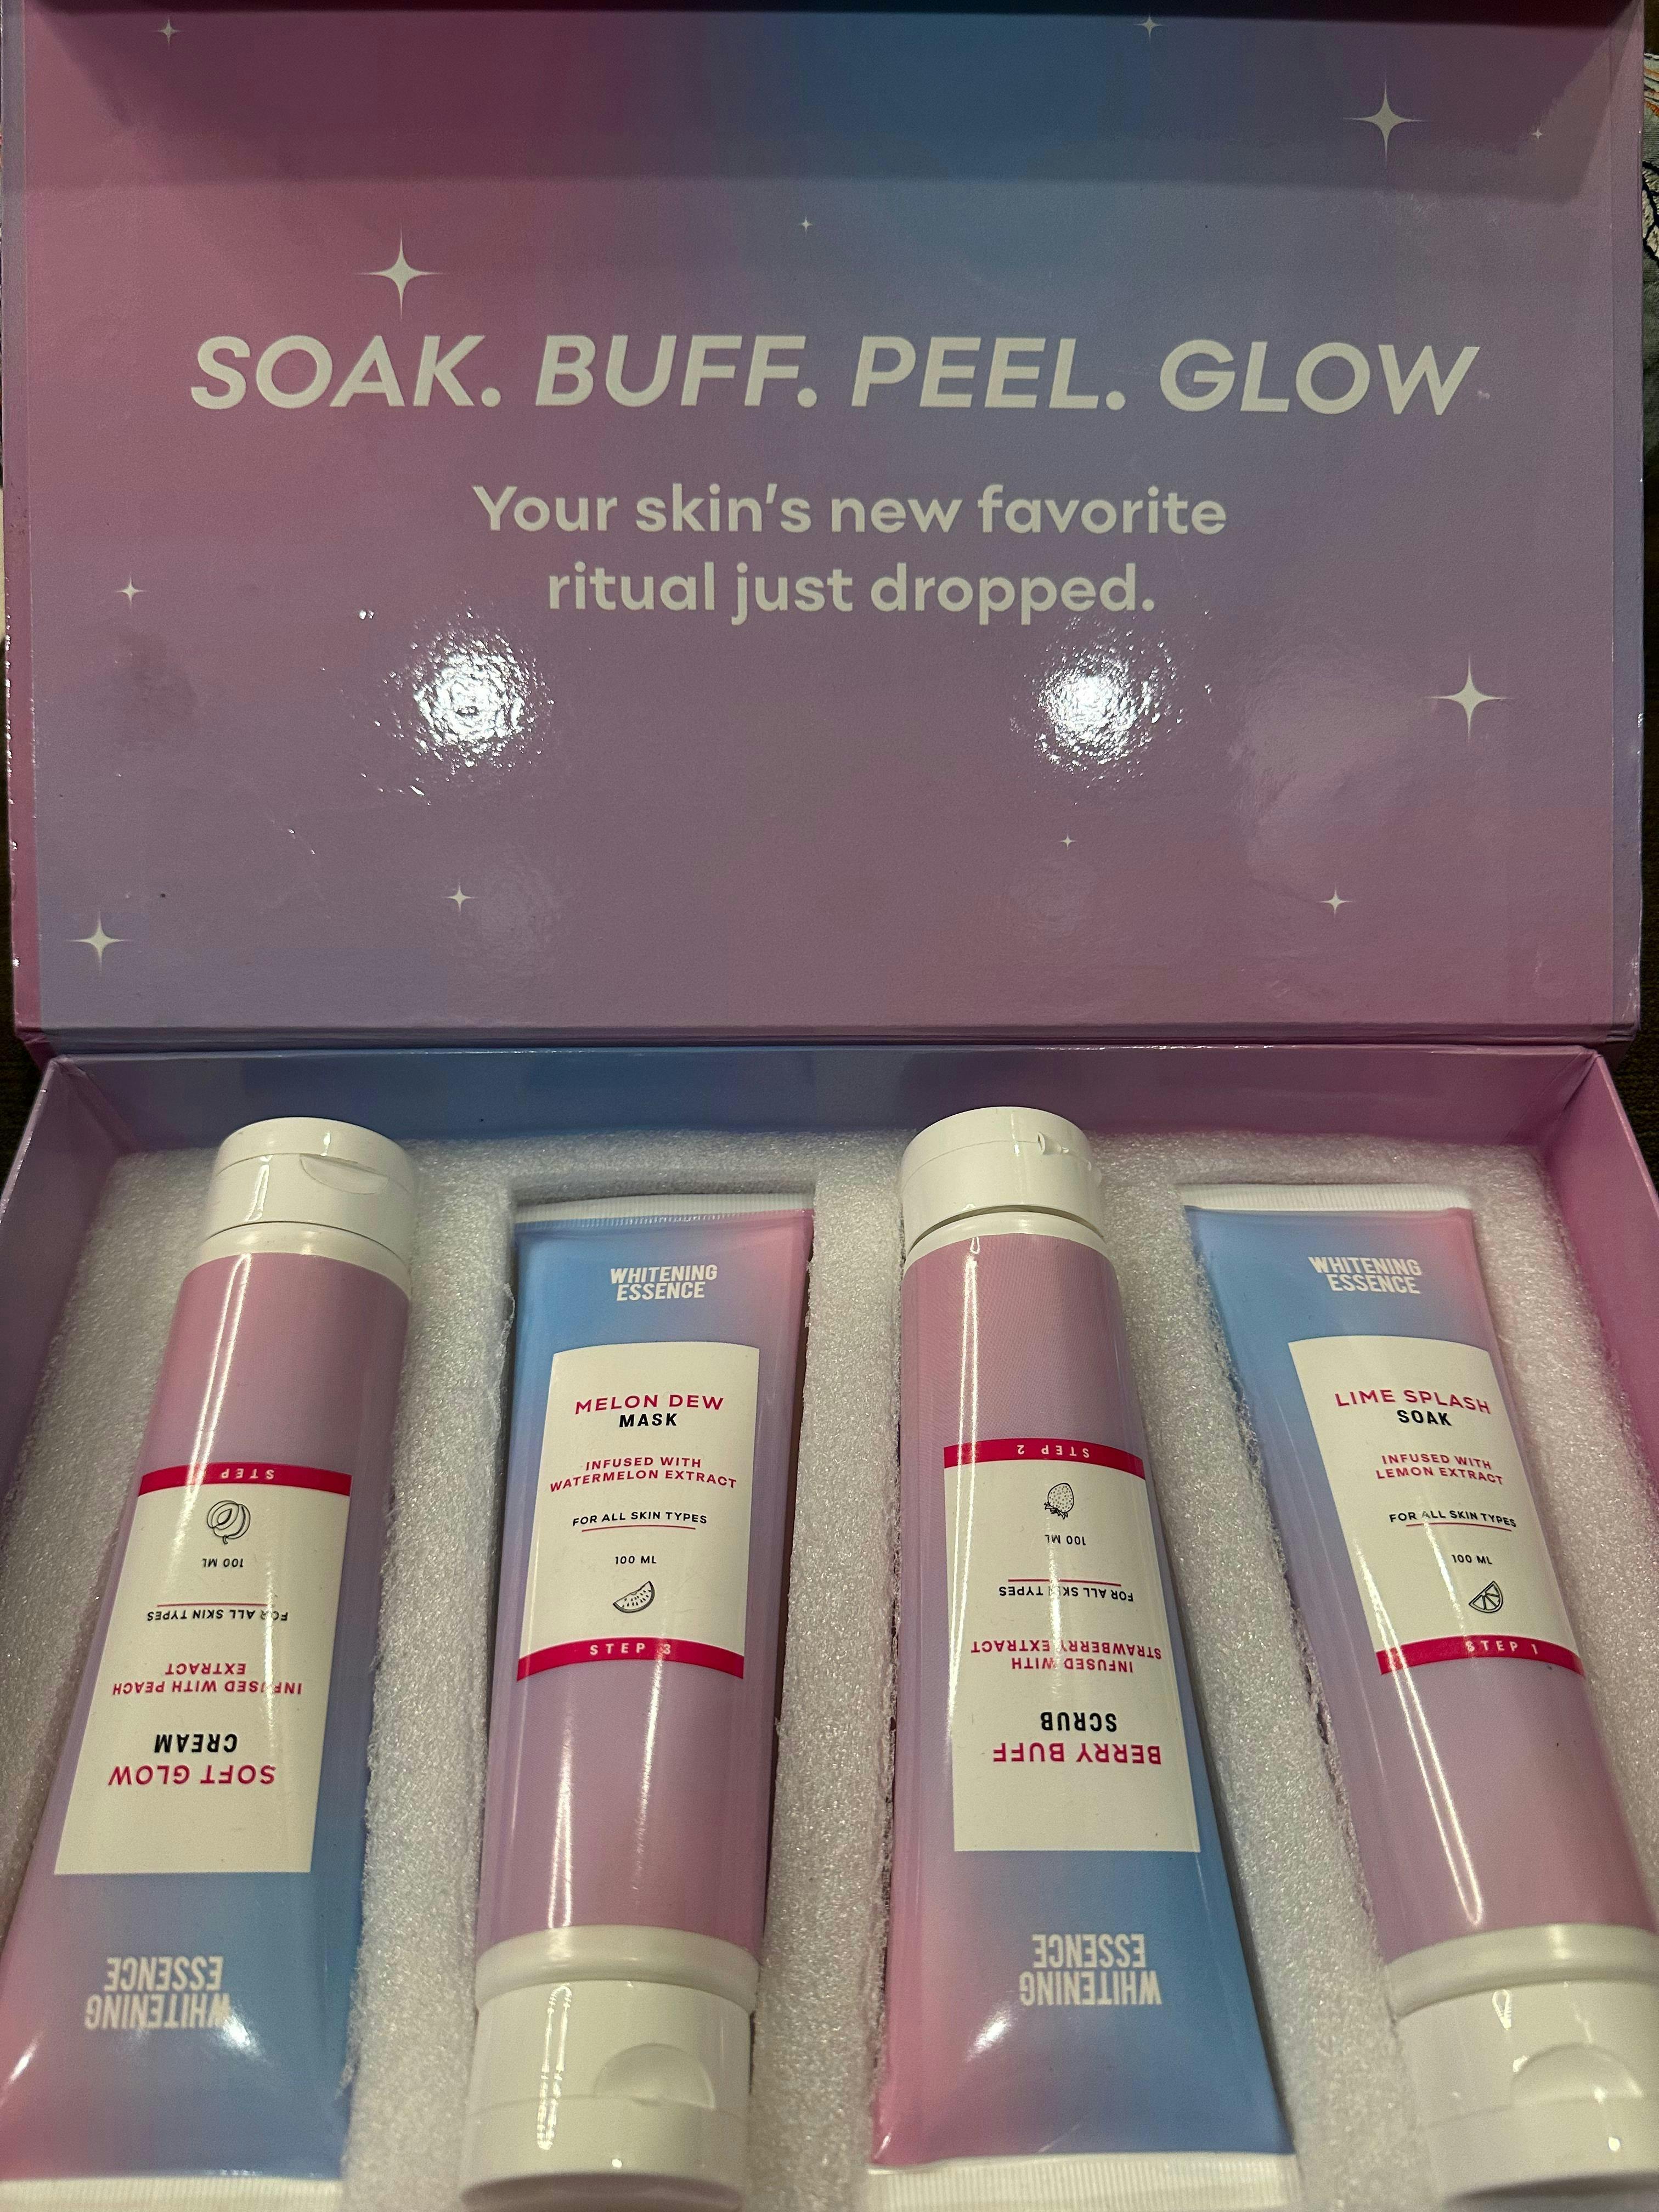 SOAK. BUFF. PEEL. GLOW
Your skin's new favorite
ritual just dropped.
STEP
100 ML
FOR ALL SKIN TYPES
INFUSED WITH PEACH
EXTRACT
SOFT GLOW
CREAM
WHITENING
ESSENCE
WHITENING
ESSENCE
MELON DEW
MASK
INFUSED WITH
WATERMELON EXTRACT
FOR ALL SKIN TYPES
100 ML
STEP 3
WHITENING
ESSENCE
BERRY BUFF
SCRUB
INFUSED WITH
STRAWBERRY EXTRACT
FOR ALL SKIN TYPES
100 ML
STEP 2
WHITENING
ESSENCE
LIME SPLASH
SOAK
INFUSED WITH
LEMON EXTRACT
FOR ALL SKIN TYPES
100 ML
STEP 1